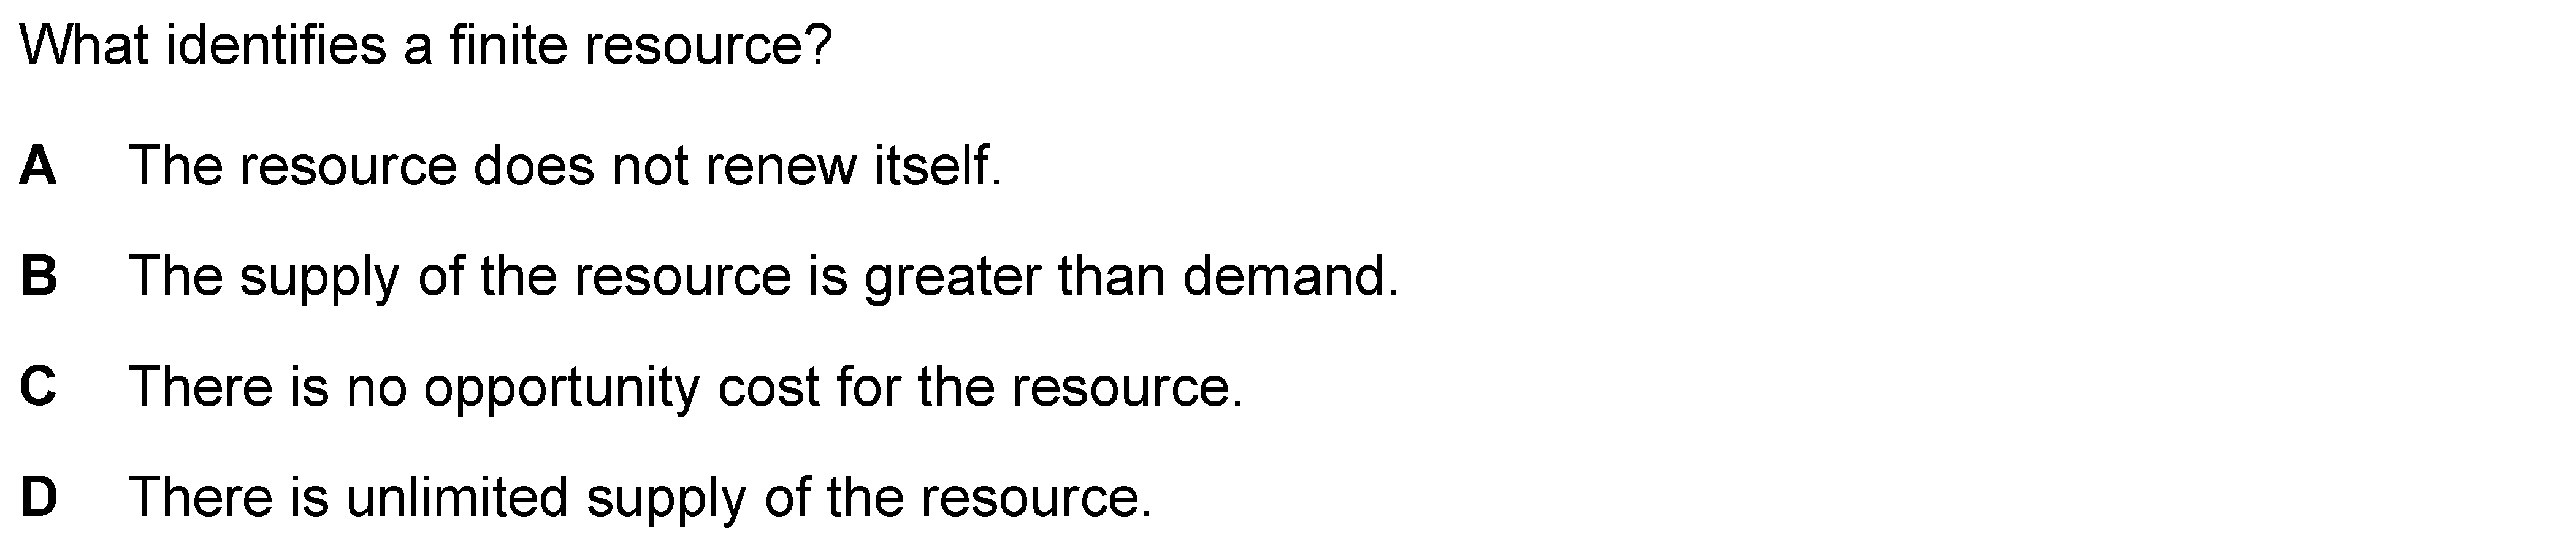 What identifies a finite resource?
A The resource does not renew itself.
B The supply of the resource is greater than demand.
C There is no opportunity cost for the resource.
D There is unlimited supply of the resource.